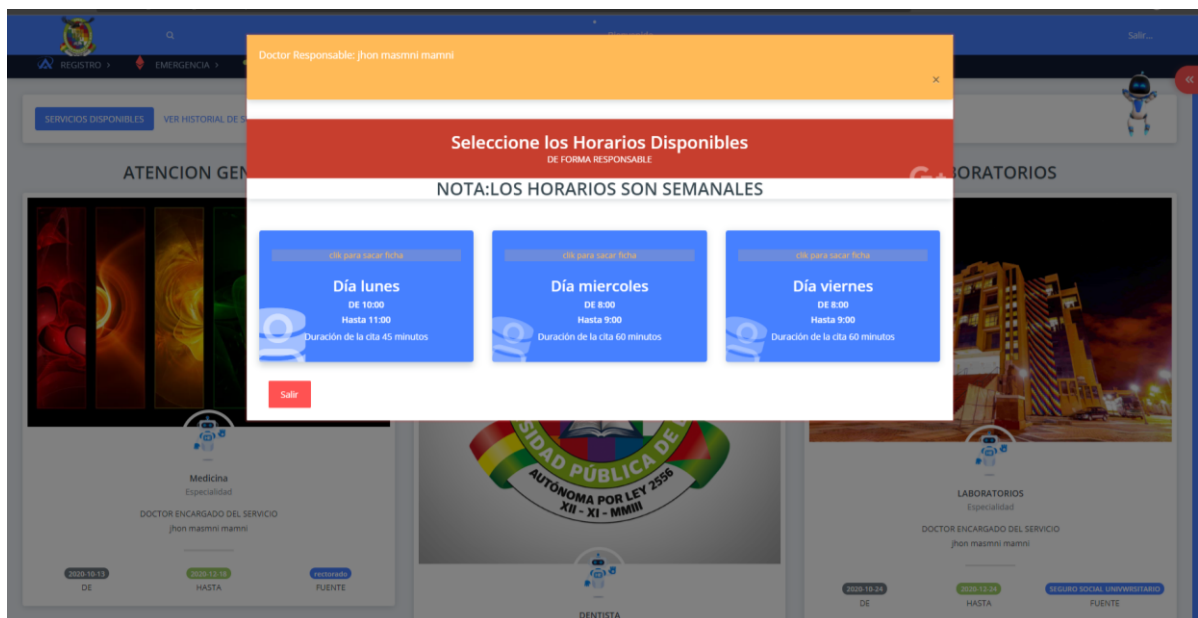 Salir...
REGISTRO >
EMERGENCIA >
Doctor Responsable: jhon masmni mamni
×
SERVICIOS DISPONIBLES
VER HISTORIAL DE
Seleccione los Horarios Disponibles
DE FORMA RESPONSABLE
NOTA:LOS HORARIOS SON SEMANALES
ATENCION GEN
BORATORIOS
clik para sacar ficha
Día lunes
DE 10:00
Hasta 11:00
Duración de la cita 45 minutos
clik para sacar ficha
Día miercoles
DE 8:00
Hasta 9:00
Duración de la cita 60 minutos
clik para sacar ficha
Día viernes
DE 8:00
Hasta 9:00
Duración de la cita 60 minutos
Salir
Medicina
Especialidad
DOCTOR ENCARGADO DEL SERVICIO
jhon masmni mamni
2020-10-13
DE
2020-12-18
HASTA
rectorado
FUENTE
SIDAD PÚBLICA DE
AUTÓNOMA POR LEY 2556
XII - XI - MMIII
DENTISTA
LABORATORIOS
Especialidad
DOCTOR ENCARGADO DEL SERVICIO
jhon masmni mamni
2020-10-24
DE
2020-12-24
HASTA
SEGURO SOCIAL UNIVWRSITARIO
FUENTE